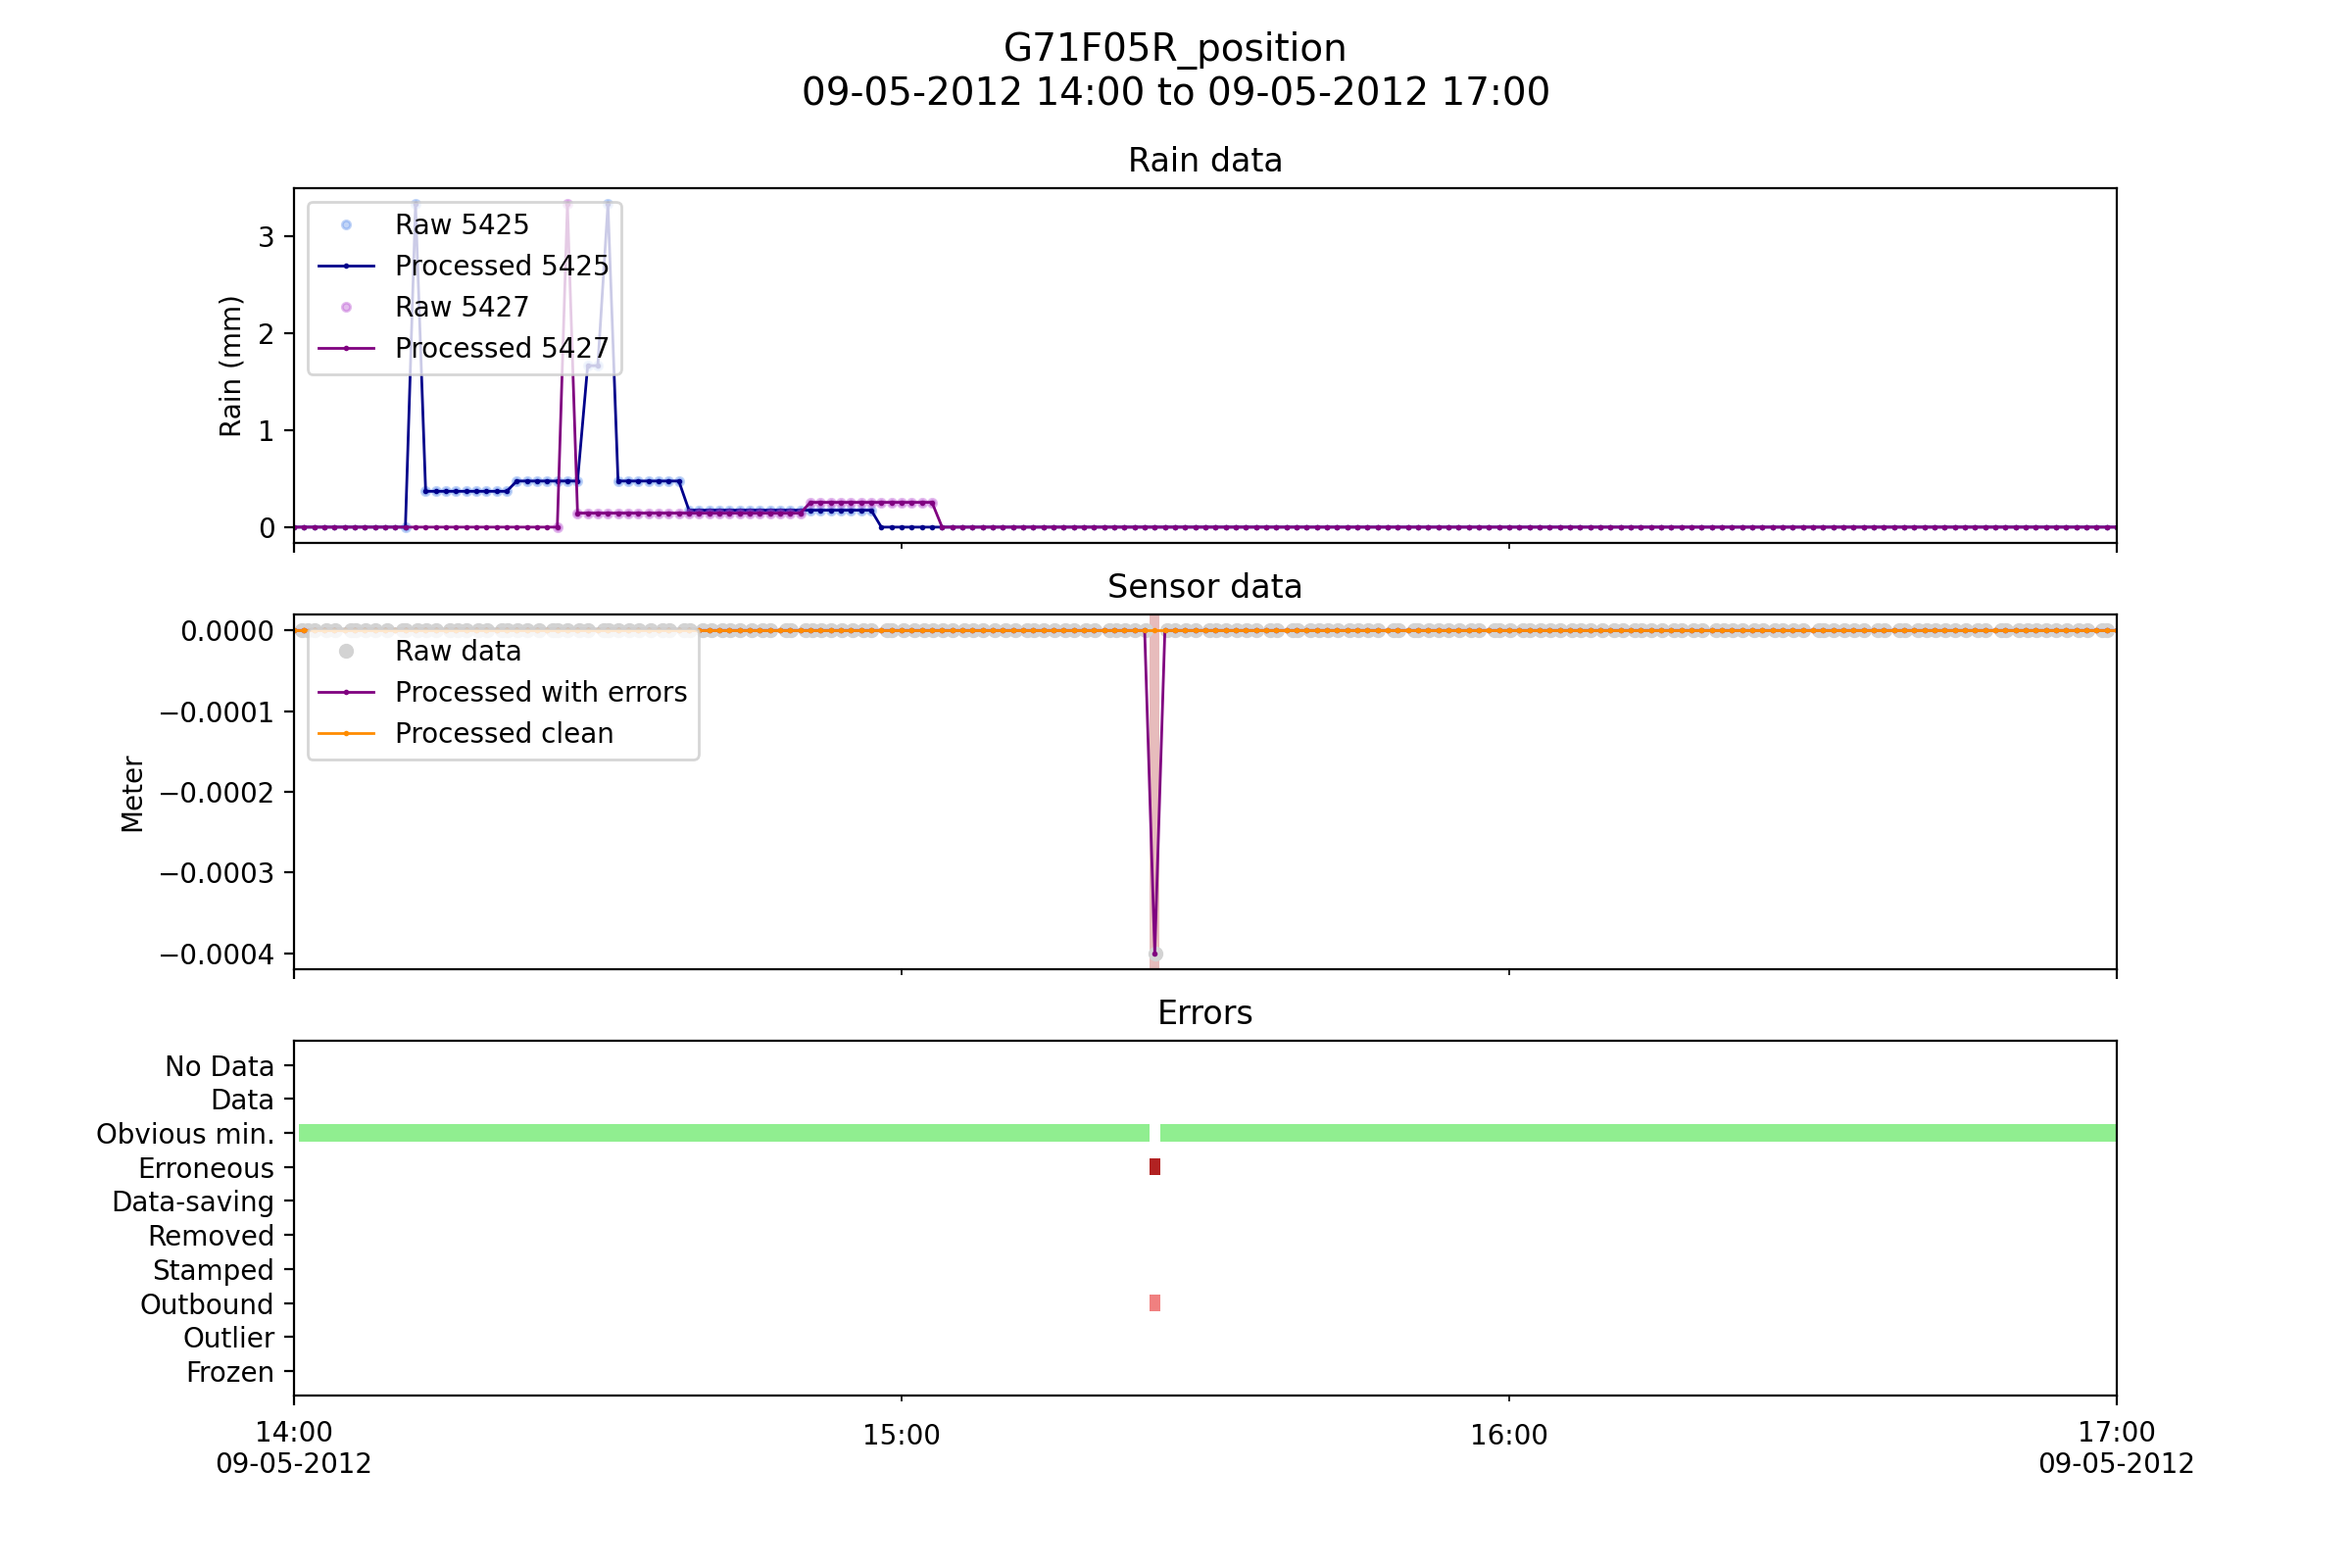 G71F05R_position
09-05-2012 14:00 to 09-05-2012 17:00
Rain data
Rain (mm)
3
2
1
0
Raw 5425
Processed 5425
Raw 5427
Processed 5427
Sensor data
Meter
0.0000
−0.0001
−0.0002
−0.0003
−0.0004
Raw data
Processed with errors
Processed clean
Errors
No Data
Data
Obvious min.
Erroneous
Data-saving
Removed
Stamped
Outbound
Outlier
Frozen
14:00
09-05-2012
15:00
16:00
17:00
09-05-2012